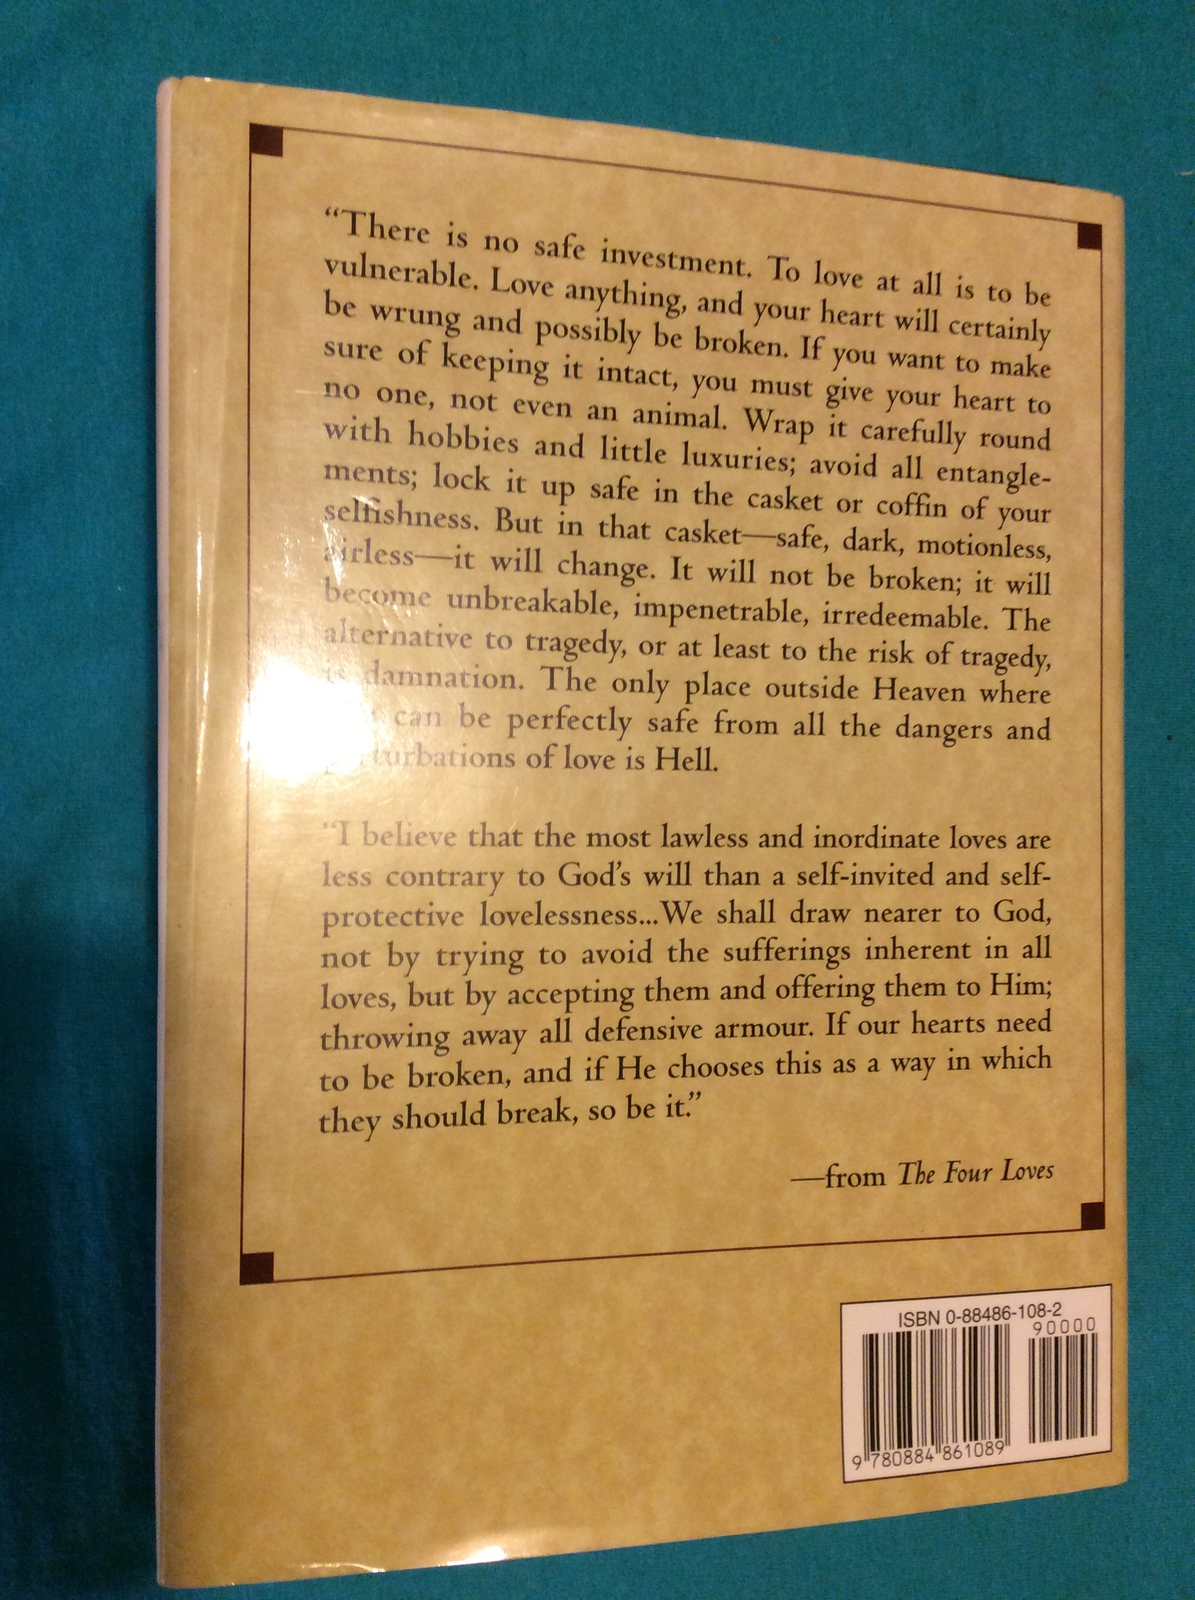 “There is no safe investment. To love at all is to be
vulnerable. Love anything, and your heart will certainly
be wrung and possibly be broken. If you want to make
sure of keeping it intact, you must give your heart to
no one, not even an animal. Wrap it carefully round
with hobbies and little luxuries; avoid all entangle-
ments; lock it up safe in the casket or coffin of your
selfishness. But in that casket—safe, dark, motionless,
airless—it will change. It will not be broken; it will
become unbreakable, impenetrable, irredeemable. The
alternative to tragedy, or at least to the risk of tragedy,
is damnation. The only place outside Heaven where
can be perfectly safe from all the dangers and
perturbations of love is Hell.
“I believe that the most lawless and inordinate loves are
less contrary to God’s will than a self-invited and self-
protective lovelessness...We shall draw nearer to God,
not by trying to avoid the sufferings inherent in all
loves, but by accepting them and offering them to Him;
throwing away all defensive armour. If our hearts need
to be broken, and if He chooses this as a way in which
they should break, so be it.”
—from The Four Loves
ISBN 0-88486-108-2
90000
9 780884 861089